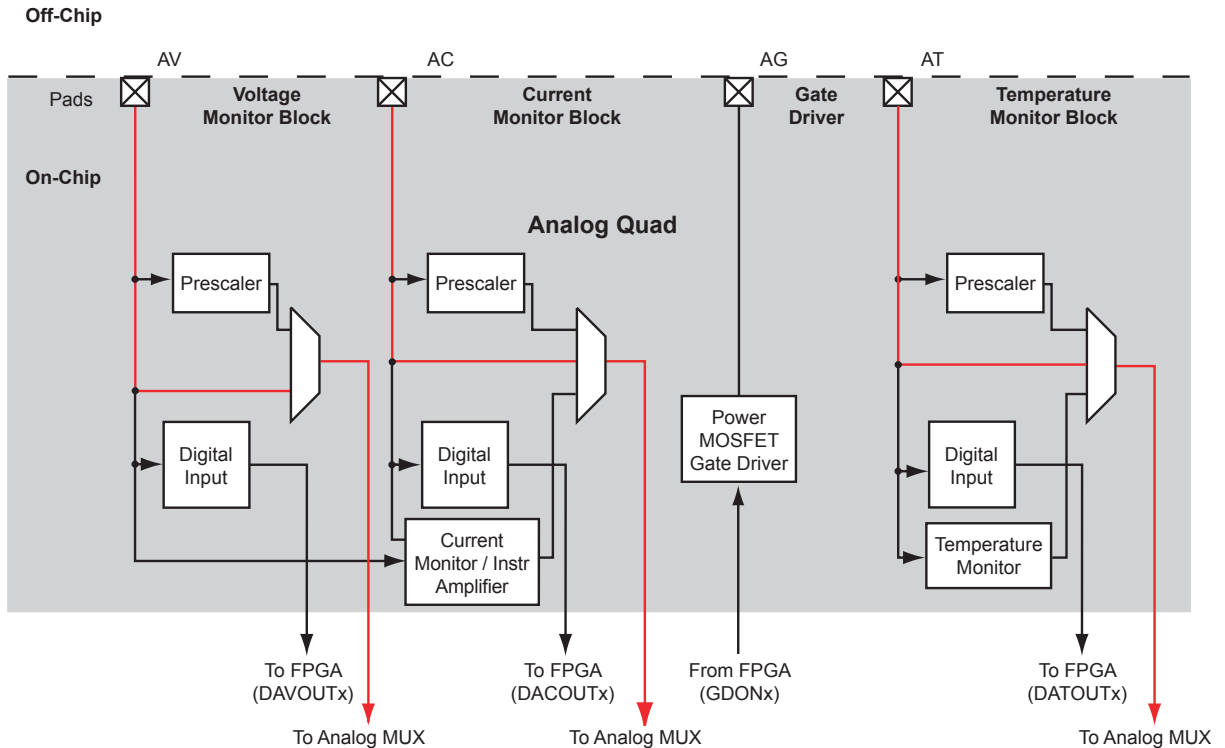 Off-Chip
AV
AC
AG
AT
Pads
Voltage
Monitor Block
Current
Monitor Block
Gate
Driver
Temperature
Monitor Block
On-Chip
Analog Quad
Prescaler
Prescaler
Prescaler
Digital
Input
Digital
Input
Power
MOSFET
Gate Driver
Digital
Input
Current
Monitor / Instr
Amplifier
Temperature
Monitor
To FPGA
(DAVOUTx)
To FPGA
(DACOUTx)
From FPGA
(GDONx)
To FPGA
(DATOUTx)
To Analog MUX
To Analog MUX
To Analog MUX